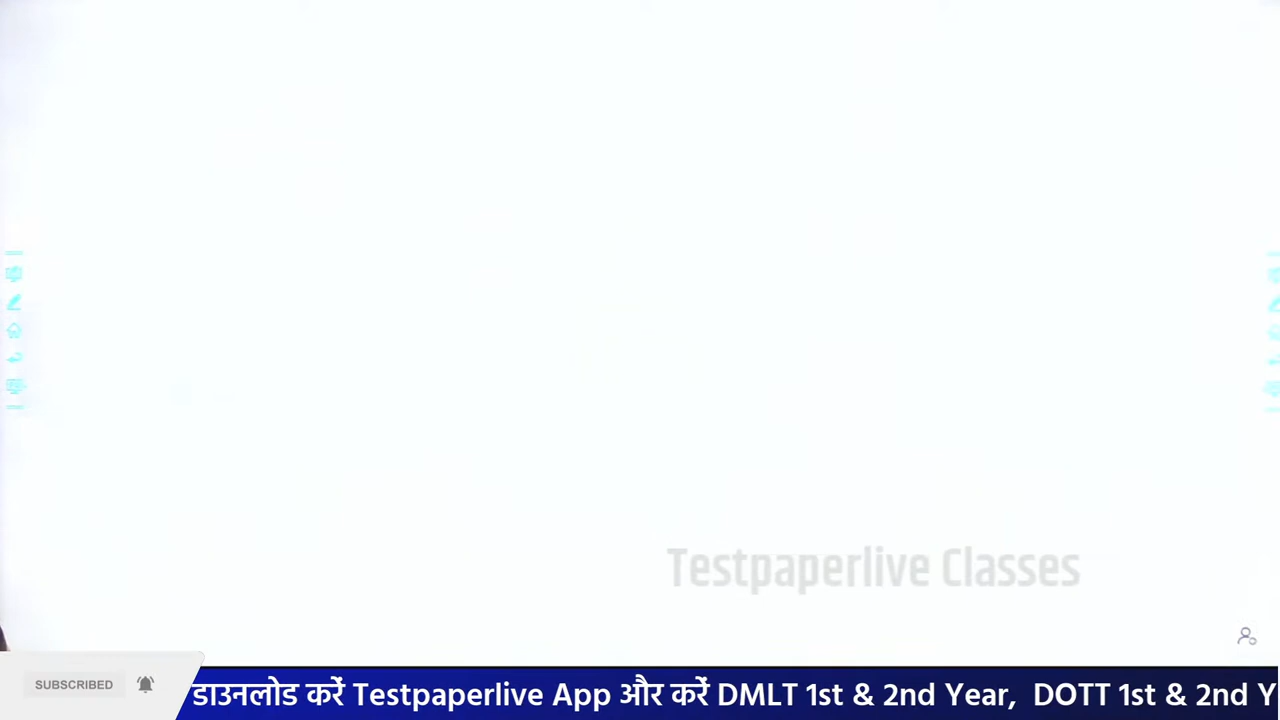 Testpaperlive Classes
SUBSCRIBED
डाउनलोड करें Testpaperlive App और करें DMLT 1st & 2nd Year, DOTT 1st & 2nd Y